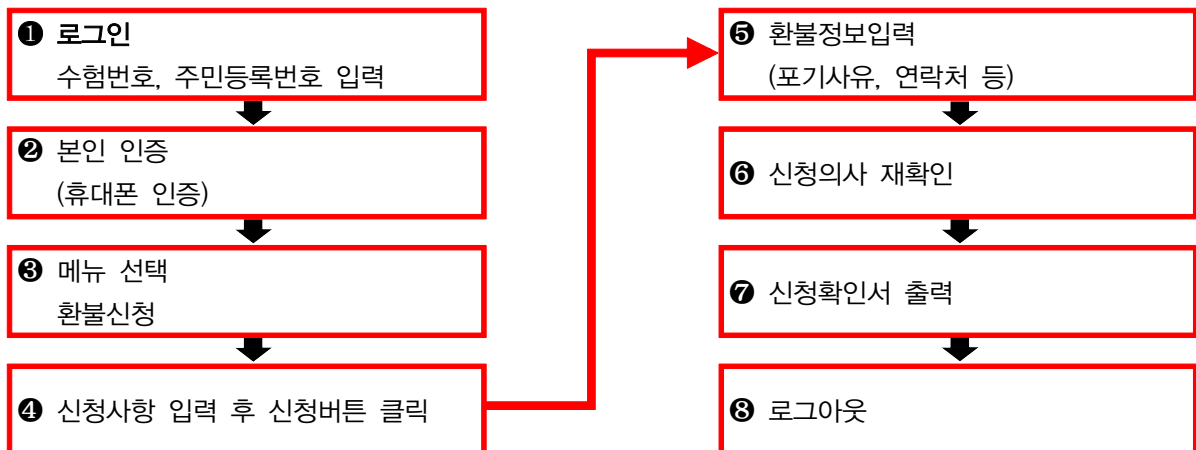 ❶ 로그인
수험번호, 주민등록번호 입력
❷ 본인 인증
(휴대폰 인증)
❸ 메뉴 선택
환불신청
❹ 신청사항 입력 후 신청버튼 클릭
❺ 환불정보입력
(포기사유, 연락처 등)
❻ 신청의사 재확인
❼ 신청확인서 출력
❽ 로그아웃